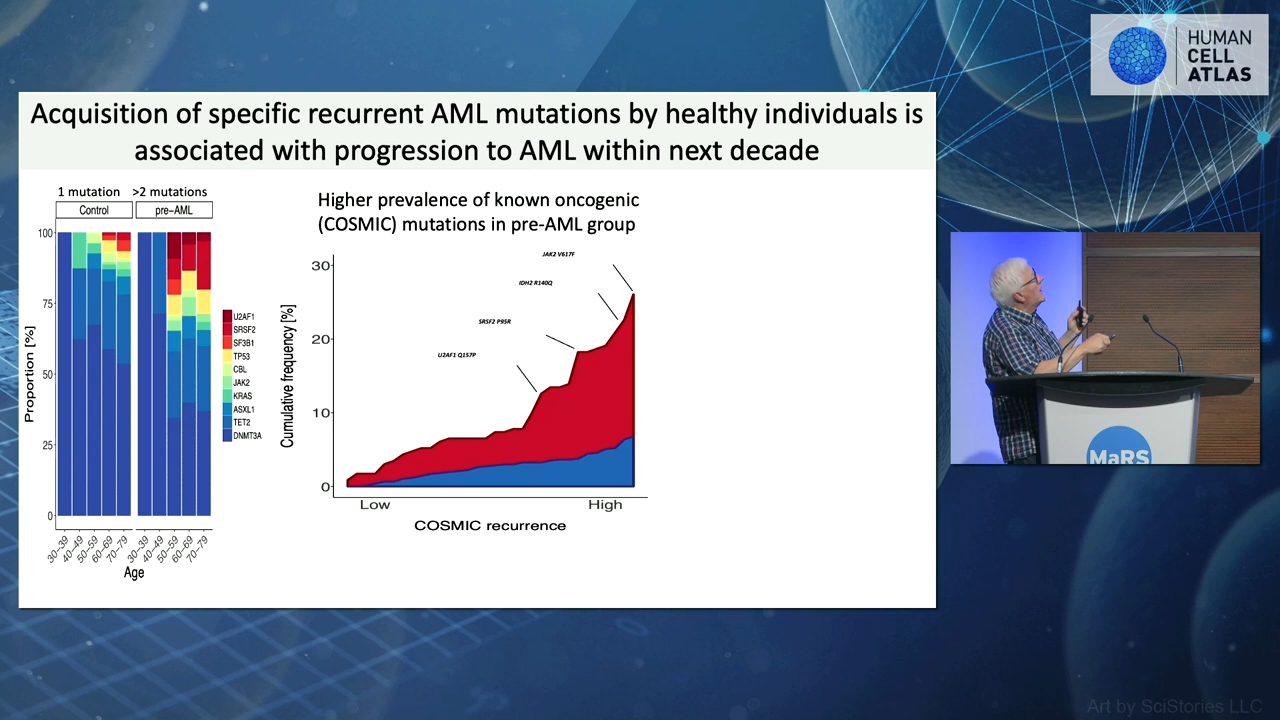 HUMAN
CELL
ATLAS
Acquisition of specific recurrent AML mutations by healthy individuals is
associated with progression to AML within next decade
1 mutation >2 mutations
Control pre-AML
100
75
50
25
0
Proportion [%]
30-39
40-49
50-59
60-69
70-79
30-39
40-49
50-59
60-69
70-79
Age
U2AF1
SRSF2
SF3B1
TP53
CBL
JAK2
KRAS
ASXL1
TET2
DNMT3A
Higher prevalence of known oncogenic
(COSMIC) mutations in pre-AML group
Cumulative frequency [%]
30
20
10
0
JAK2 V617F
IDH2 R140Q
SRSF2 P95R
U2AF1 Q157P
Low High
COSMIC recurrence
MaRS
Art by SciStories LLC